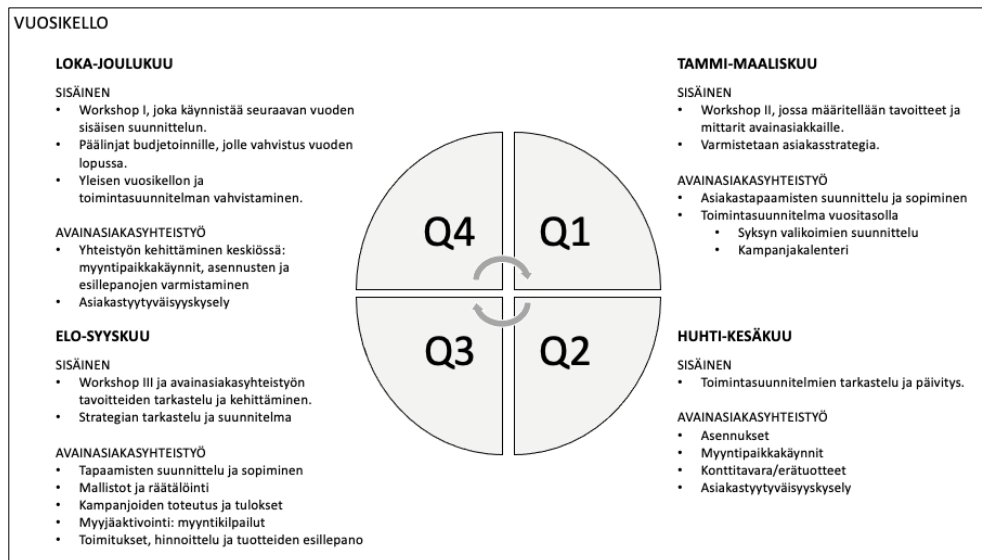 VUOSIKELLO
LOKA-JOULUKUU
SISÄINEN
• Workshop I, joka käynnistää seuraavan vuoden
sisäisen suunnittelun.
• Päälinjat budjetoinnille, jolle vahvistus vuoden
lopussa.
• Yleisen vuosikellon ja
toimintasuunnitelman vahvistaminen.
AVAINASIAKASYHTEISTYÖ
• Yhteistyön kehittäminen keskiössä:
myyntipaikkakäynnit, asennusten ja
esillepanojen varmistaminen
• Asiakastyytyväisyyskysely
TAMMI-MAALISKUU
SISÄINEN
• Workshop II, jossa määritellään tavoitteet ja
mittarit avainasiakkaille.
• Varmistetaan asiakasstrategia.
AVAINASIAKASYHTEISTYÖ
• Asiakastapaamisten suunnittelu ja sopiminen
• Toimintasuunnitelma vuositasolla
• Syksyn valikoimien suunnittelu
• Kampanjakalenteri
Q4
Q1
Q3
Q2
ELO-SYYSKUU
SISÄINEN
• Workshop III ja avainasiakasyhteistyön
tavoitteiden tarkastelu ja kehittäminen.
• Strategian tarkastelu ja suunnitelma
AVAINASIAKASYHTEISTYÖ
• Tapaamisten suunnittelu ja sopiminen
• Mallistot ja räätälöinti
• Kampanjoiden toteutus ja tulokset
• Myyjäaktivointi: myyntikilpailut
• Toimitukset, hinnoittelu ja tuotteiden esillepano
HUHTI-KESÄKUU
SISÄINEN
• Toimintasuunnitelmien tarkastelu ja päivitys.
AVAINASIAKASYHTEISTYÖ
• Asennukset
• Myyntipaikkakäynnit
• Konttitavara/erätuotteet
• Asiakastyytyväisyyskysely